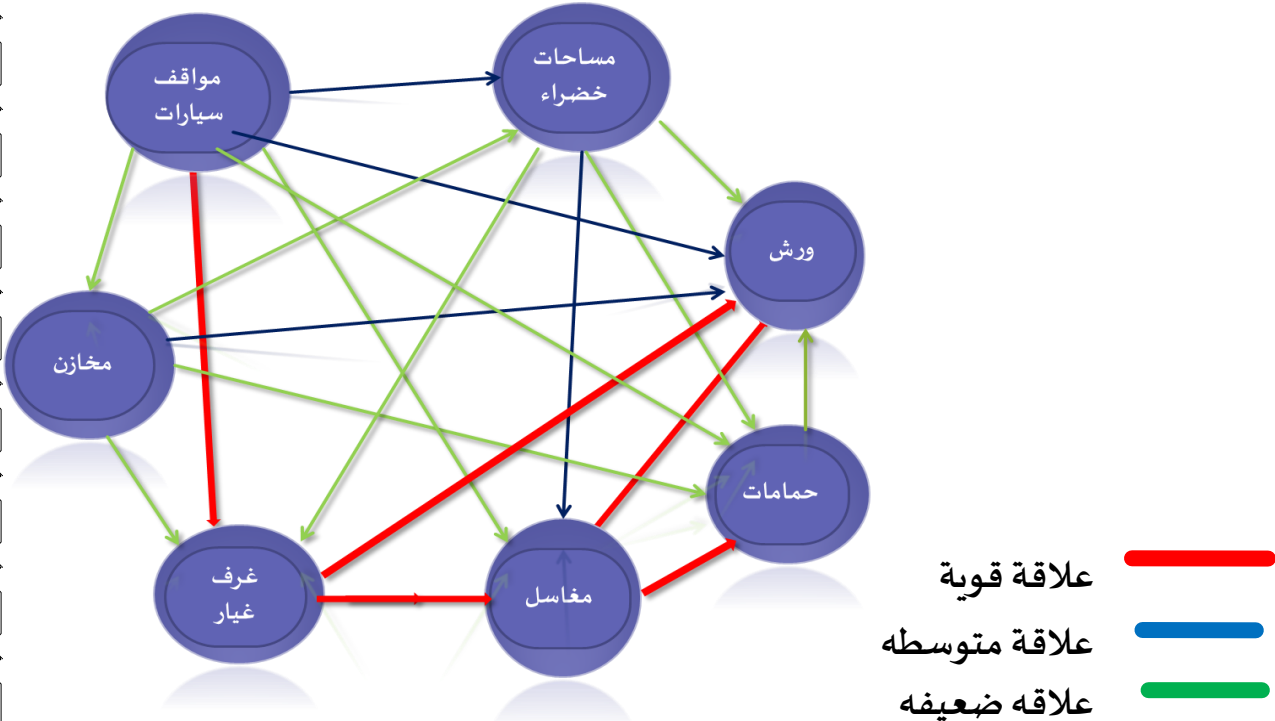 مساحات
خضراء
مواقف
سيارات
ورش
مخازن
حمامات
غرف
غيار
مغاسل
علاقة قوية
علاقة متوسطه
علاقه ضعيفه